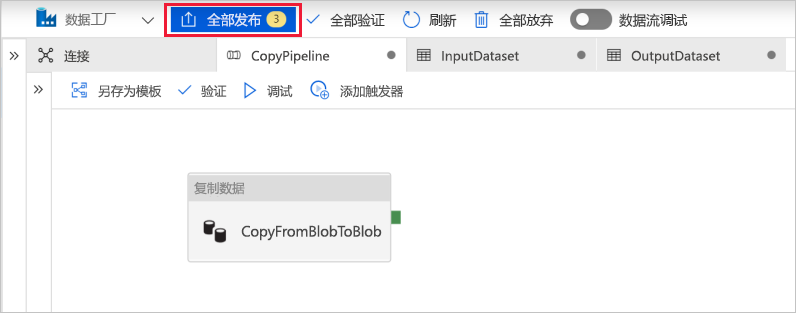 数据工厂 全部发布 3 全部验证 刷新 全部放弃 数据流调试
连接 CopyPipeline InputDataset OutputDataset
另存为模板 验证 调试 添加触发器
复制数据
CopyFromBlobToBlob